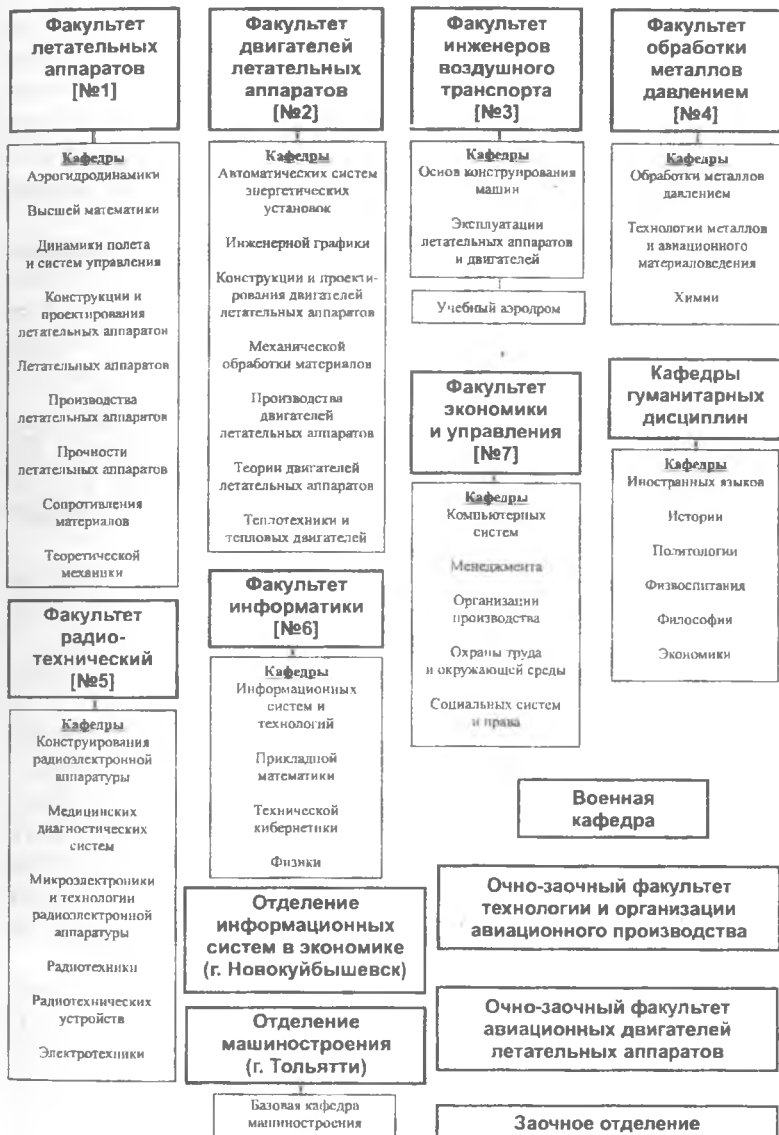 Факультет
летательных
аппаратов
[№1]
Кафедры
Аэрогидродинамики
Высшей математики
Динамики полета
и систем управления
Конструкции и
проектирования
летательных аппаратов
Летательных аппаратов
Производства
летательных аппаратов
Прочности
летательных аппаратов
Сопротивления
материалов
Теоретической
механики
Факультет
двигателей
летательных
аппаратов
[№2]
Кафедры
Автоматических систем
энергетических
установок
Инженерной графики
Конструкции и проекти-
рования двигателей
летательных аппаратов
Механической
обработки материалов
Производства
двигателей
летательных аппаратов
Теории двигателей
летательных аппаратов
Теплотехники и
тепловых двигателей
Факультет
инженеров
воздушного
транспорта
[№3]
Кафедры
Основ конструирования
машин
Эксплуатации
летательных аппаратов
и двигателей
Учебный аэродром
Факультет
обработки
металлов
давлением
[№4]
Кафедры
Обработки металлов
давлением
Технологии металлов
и авиационного
материаловедения
Химии
Факультет
радио-
технический
[№5]
Кафедры
Конструирования
радиоэлектронной
аппаратуры
Медицинских
диагностических
систем
Микроэлектроники
и технологии
радиоэлектронной
аппаратуры
Радиотехники
Радиотехнических
устройств
Электротехники
Факультет
информатики
[№6]
Кафедры
Информационных
систем и
технологий
Прикладной
математики
Технической
кибернетики
Физики
Факультет
экономики
и управления
[№7]
Кафедры
Компьютерных
систем
Менеджмента
Организации
производства
Охраны труда
и окружающей среды
Социальных систем
и права
Кафедры
гуманитарных
дисциплин
Кафедры
Иностранных языков
Истории
Политологии
Физвоспитания
Философии
Экономики
Военная
кафедра
Отделение
информационных
систем в экономике
(г. Новокуйбышевск)
Отделение
машиностроения
(г. Тольятти)
Базовая кафедра
машиностроения
Очно-заочный факультет
технологии и организации
авиационного производства
Очно-заочный факультет
авиационных двигателей
летательных аппаратов
Заочное отделение